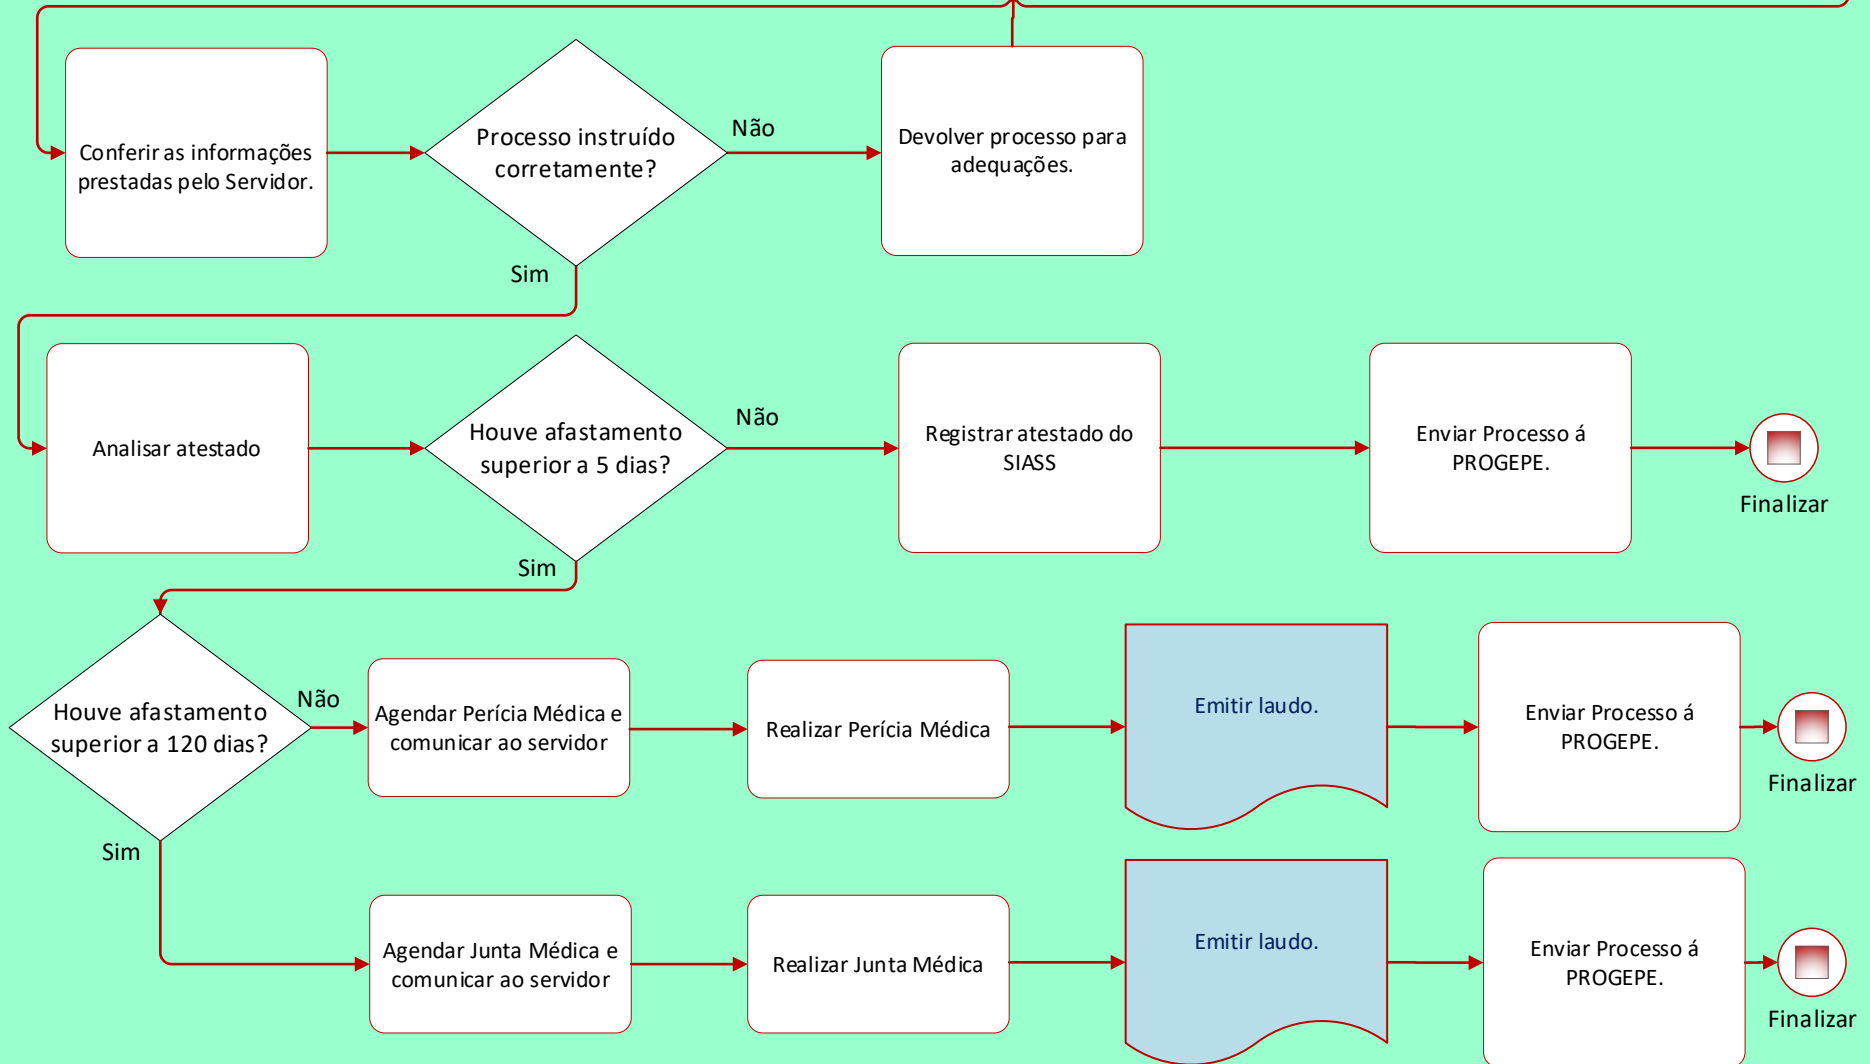 Conferir as informações
prestadas pelo Servidor.
Processo instruído
corretamente?
Não
Devolver processo para
adequações.
Sim
Analisar atestado
Houve afastamento
superior a 5 dias?
Não
Registrar atestado do
SIASS
Enviar Processo á
PROGEPE.
Finalizar
Sim
Houve afastamento
superior a 120 dias?
Não
Agendar Perícia Médica e
comunicar ao servidor
Realizar Perícia Médica
Emitir laudo.
Enviar Processo á
PROGEPE.
Finalizar
Sim
Agendar Junta Médica e
comunicar ao servidor
Realizar Junta Médica
Emitir laudo.
Enviar Processo á
PROGEPE.
Finalizar